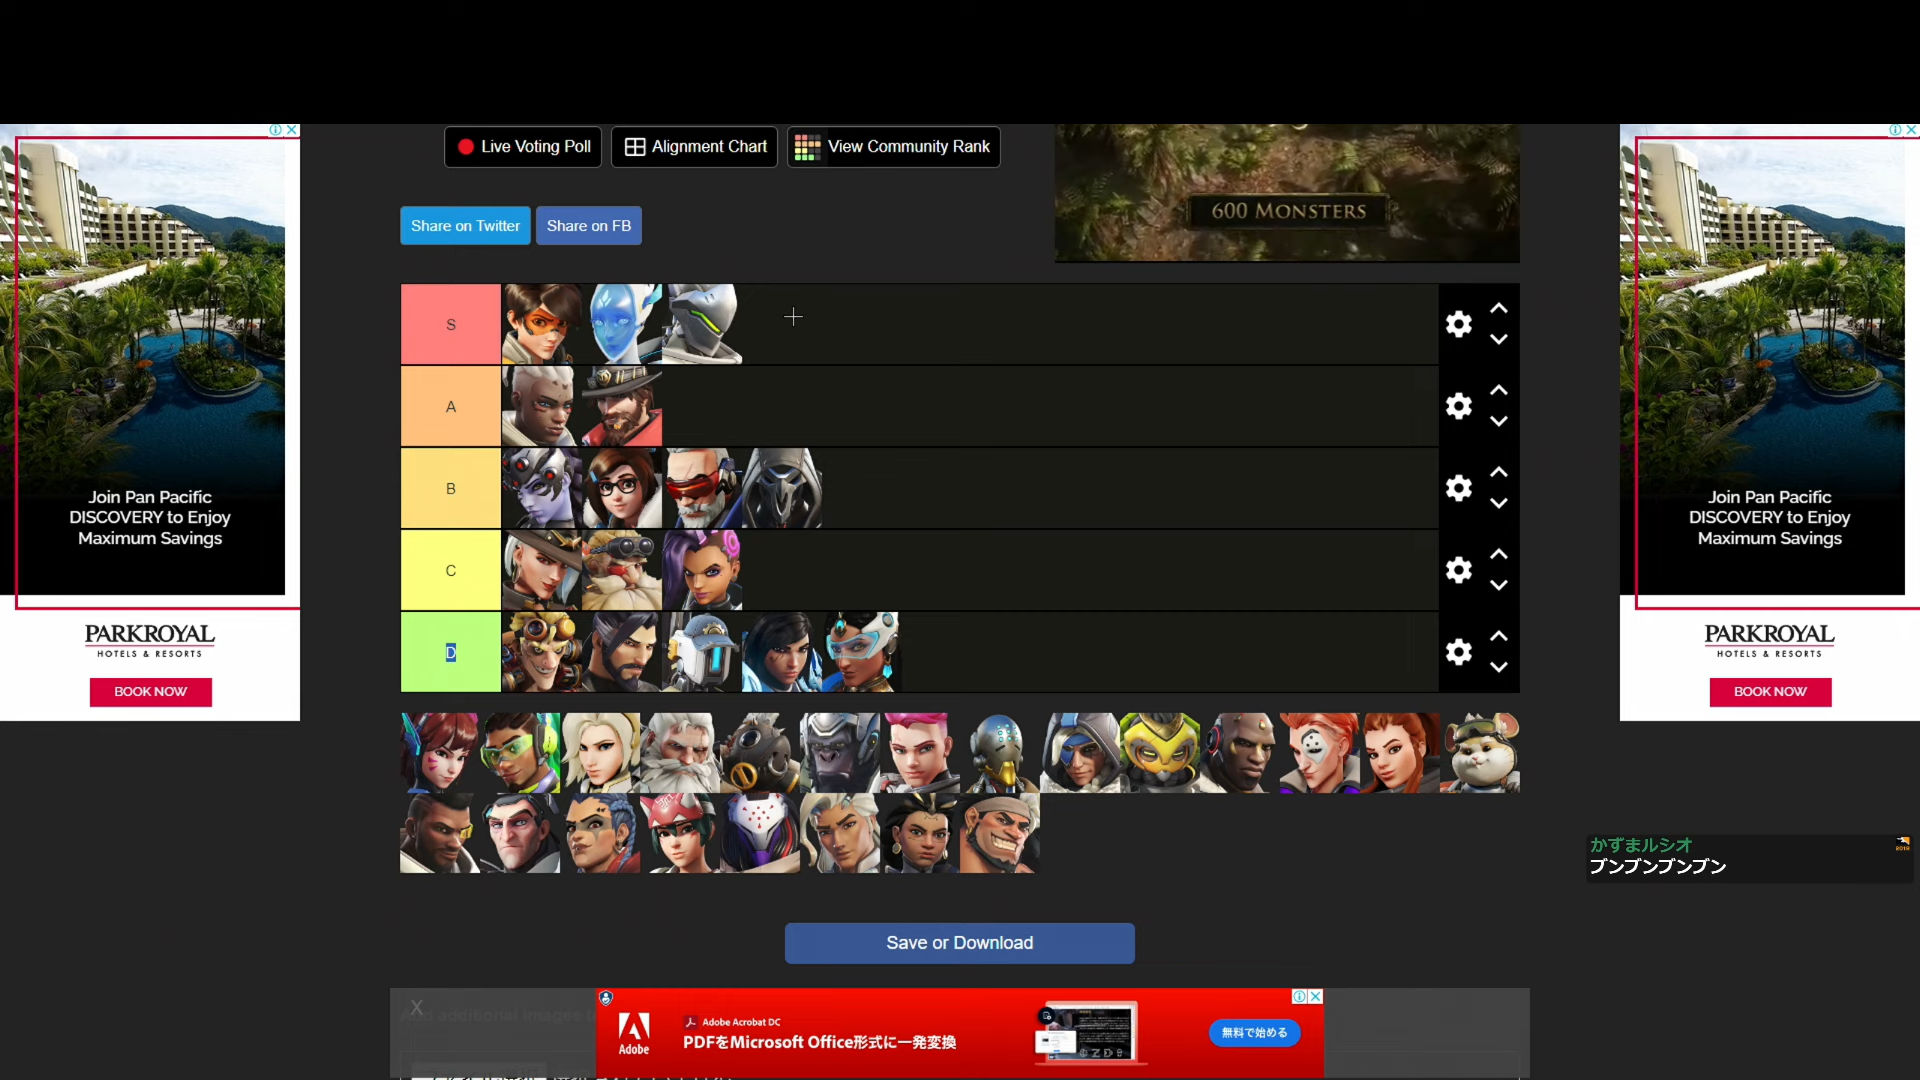 Live Voting Poll
Alignment Chart
View Community Rank
Share on Twitter
Share on FB
600 MONSTERS
S
A
B
C
D
Join Pan Pacific
DISCOVERY to Enjoy
Maximum Savings
PARKROYAL
HOTELS & RESORTS
BOOK NOW
Join Pan Pacific
DISCOVERY to Enjoy
Maximum Savings
PARKROYAL
HOTELS & RESORTS
BOOK NOW
かずまルシオ
ブンブンブンブン
Save or Download
X
Add additional images
Adobe
Adobe Acrobat DC
PDFをMicrosoft Office形式に一発変換
無料で始める